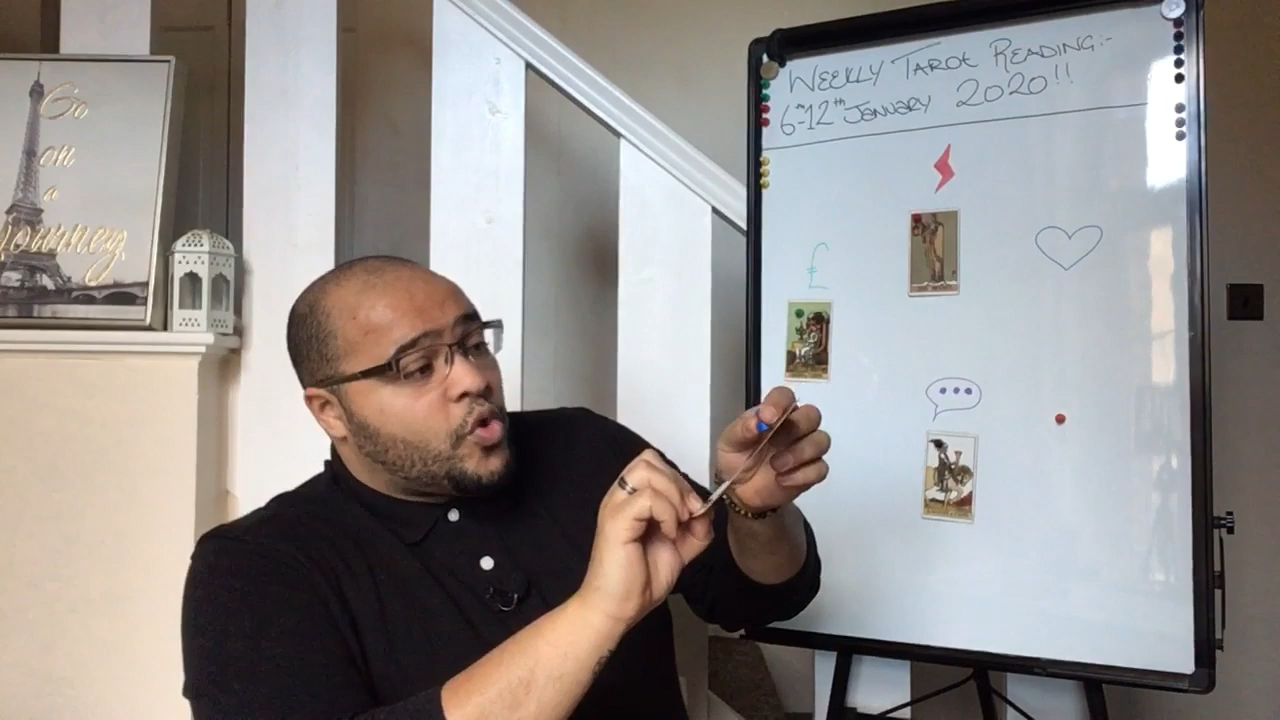 Go
on
a
Journey
WEEKLY TAROT READING:-
6th-12th JANUARY 2020!!
£